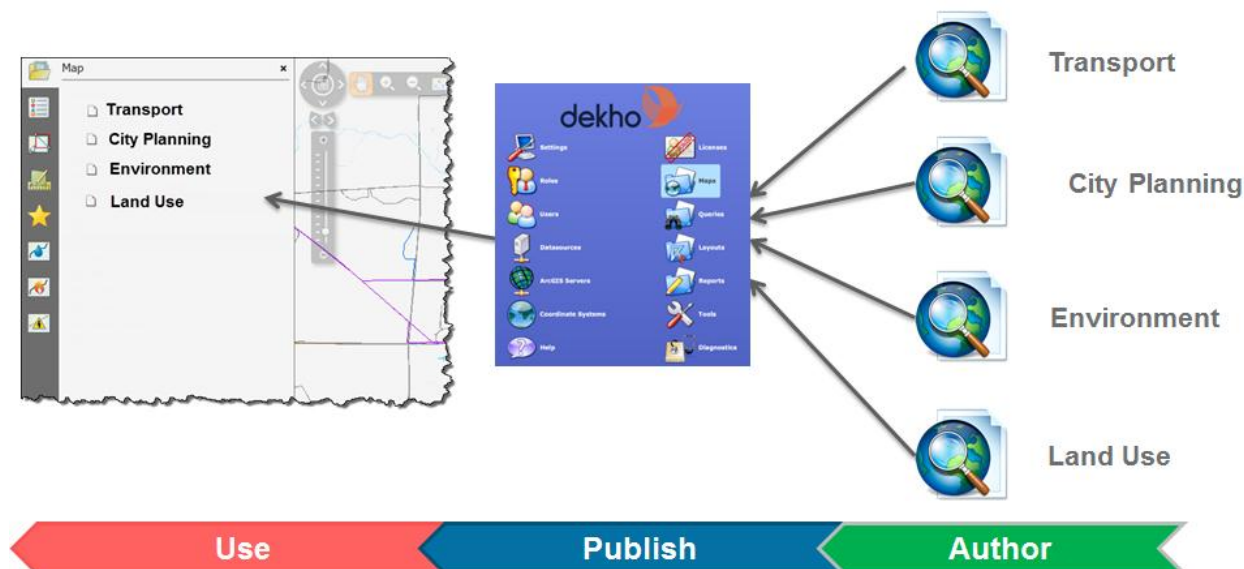 Map
Transport
City Planning
Environment
Land Use
dekho
Settings
Licenses
Roles
Maps
Users
Queries
Datasources
Layouts
ArcGIS Servers
Reports
Coordinate Systems
Tools
Help
Diagnostics
Transport
City Planning
Environment
Land Use
Use
Publish
Author